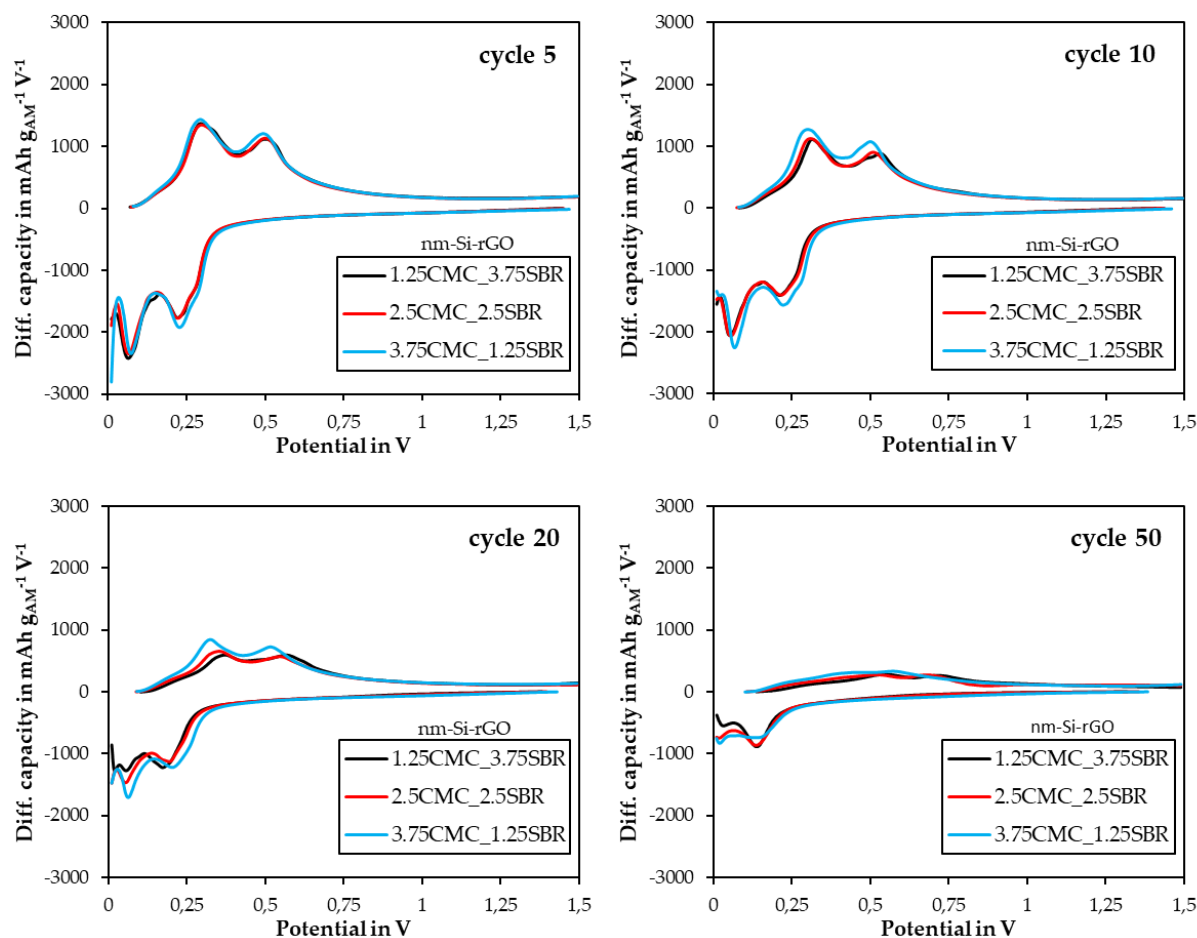 cycle 5
Diff. capacity in mAh gAM⁻¹ V⁻¹
3000
2000
1000
0
-1000
-2000
-3000
nm-Si-rGO
1.25CMC_3.75SBR
2.5CMC_2.5SBR
3.75CMC_1.25SBR
0
0,25
0,5
0,75
1
1,25
1,5
Potential in V
cycle 10
Diff. capacity in mAh gAM⁻¹ V⁻¹
3000
2000
1000
0
-1000
-2000
-3000
nm-Si-rGO
1.25CMC_3.75SBR
2.5CMC_2.5SBR
3.75CMC_1.25SBR
0
0,25
0,5
0,75
1
1,25
1,5
Potential in V
cycle 20
Diff. capacity in mAh gAM⁻¹ V⁻¹
3000
2000
1000
0
-1000
-2000
-3000
nm-Si-rGO
1.25CMC_3.75SBR
2.5CMC_2.5SBR
3.75CMC_1.25SBR
0
0,25
0,5
0,75
1
1,25
1,5
Potential in V
cycle 50
Diff. capacity in mAh gAM⁻¹ V⁻¹
3000
2000
1000
0
-1000
-2000
-3000
nm-Si-rGO
1.25CMC_3.75SBR
2.5CMC_2.5SBR
3.75CMC_1.25SBR
0
0,25
0,5
0,75
1
1,25
1,5
Potential in V